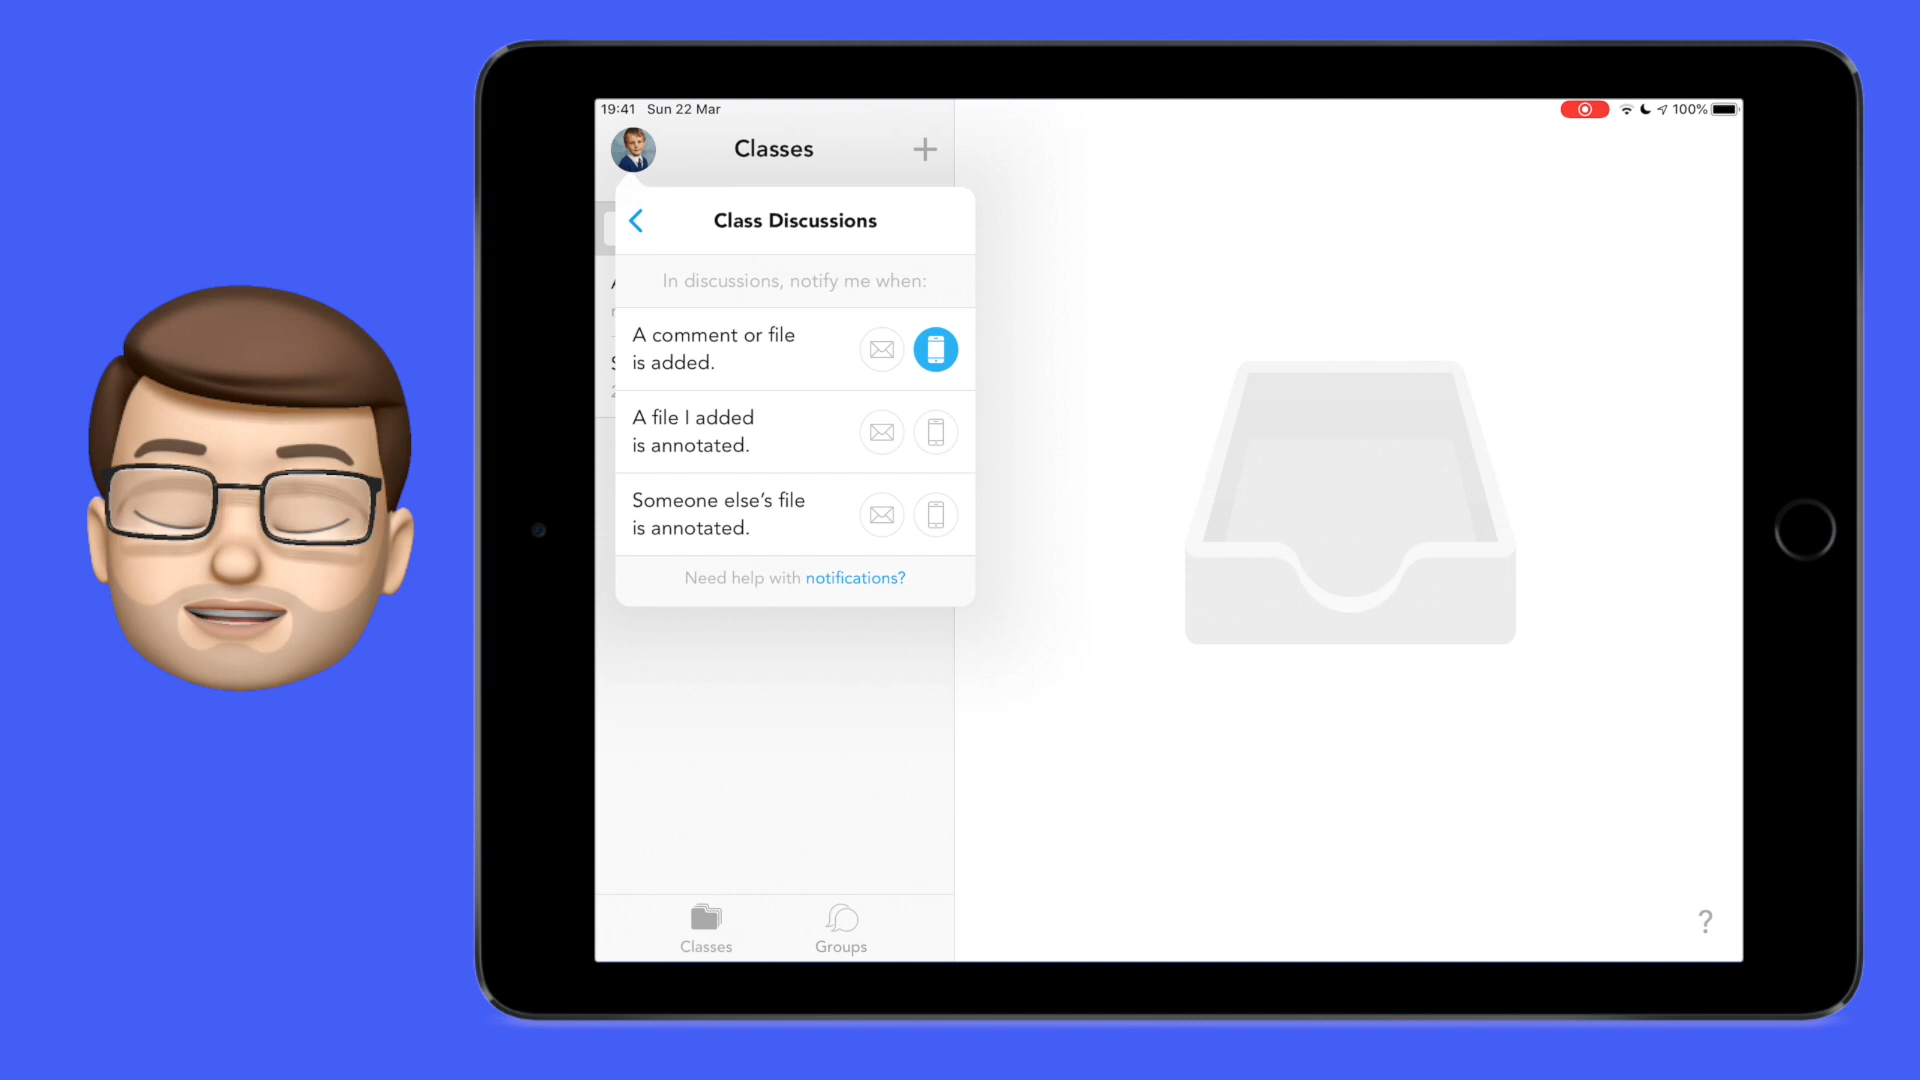 19:41 Sun 22 Mar
100%
Classes
Class Discussions
In discussions, notify me when:
A comment or file
is added.
A file I added
is annotated.
Someone else’s file
is annotated.
Need help with notifications?
Classes
Groups
?